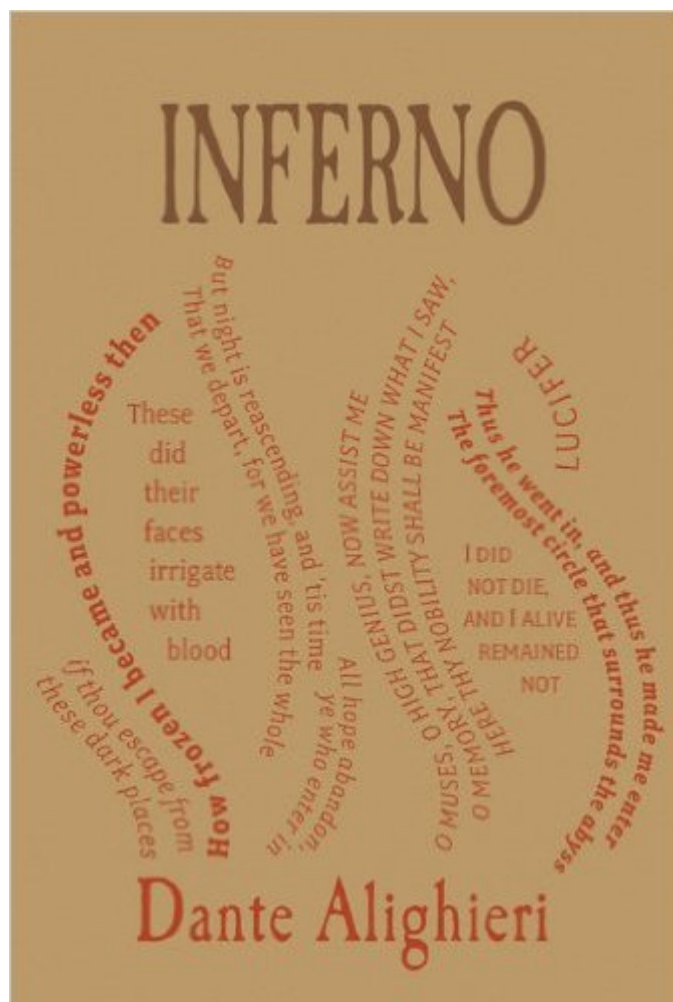 INFERNO
How frozen I became and powerless then
These
did
their
faces
irrigate
with
blood
if thou escape from
these dark places
But night is reascending, and 'tis time
That we depart, for we have seen the whole
All hope abandon,
ye who enter in
O MUSES, O HIGH GENIUS, NOW ASSIST ME
O MEMORY, THAT DIDST WRITE DOWN WHAT I SAW,
HERE THY NOBILITY SHALL BE MANIFEST
LUCIFER
Thus he went in, and thus he made me enter
The foremost circle that surrounds the abyss
I DID
NOT DIE,
AND I ALIVE
REMAINED
NOT
Dante Alighieri